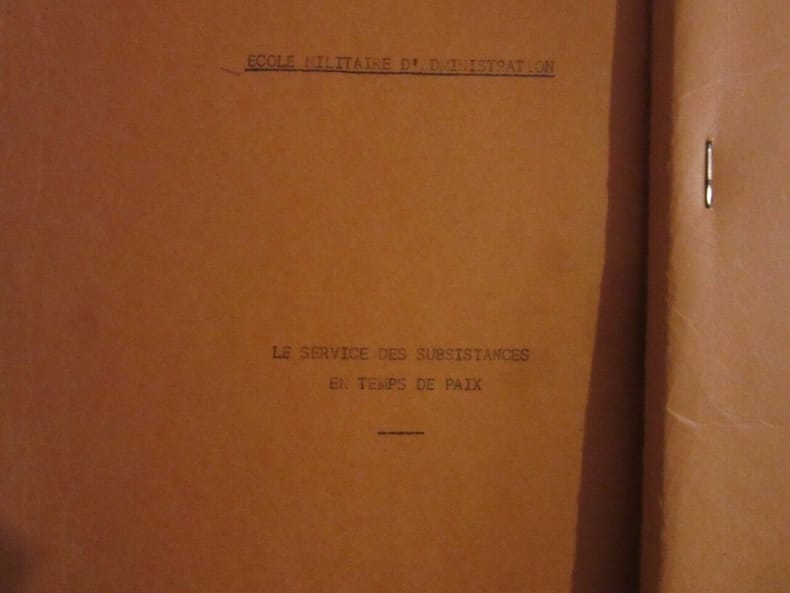 ECOLE MILITAIRE D'ADMINISTRATION
LE SERVICE DES SUBSISTANCES
EN TEMPS DE PAIX